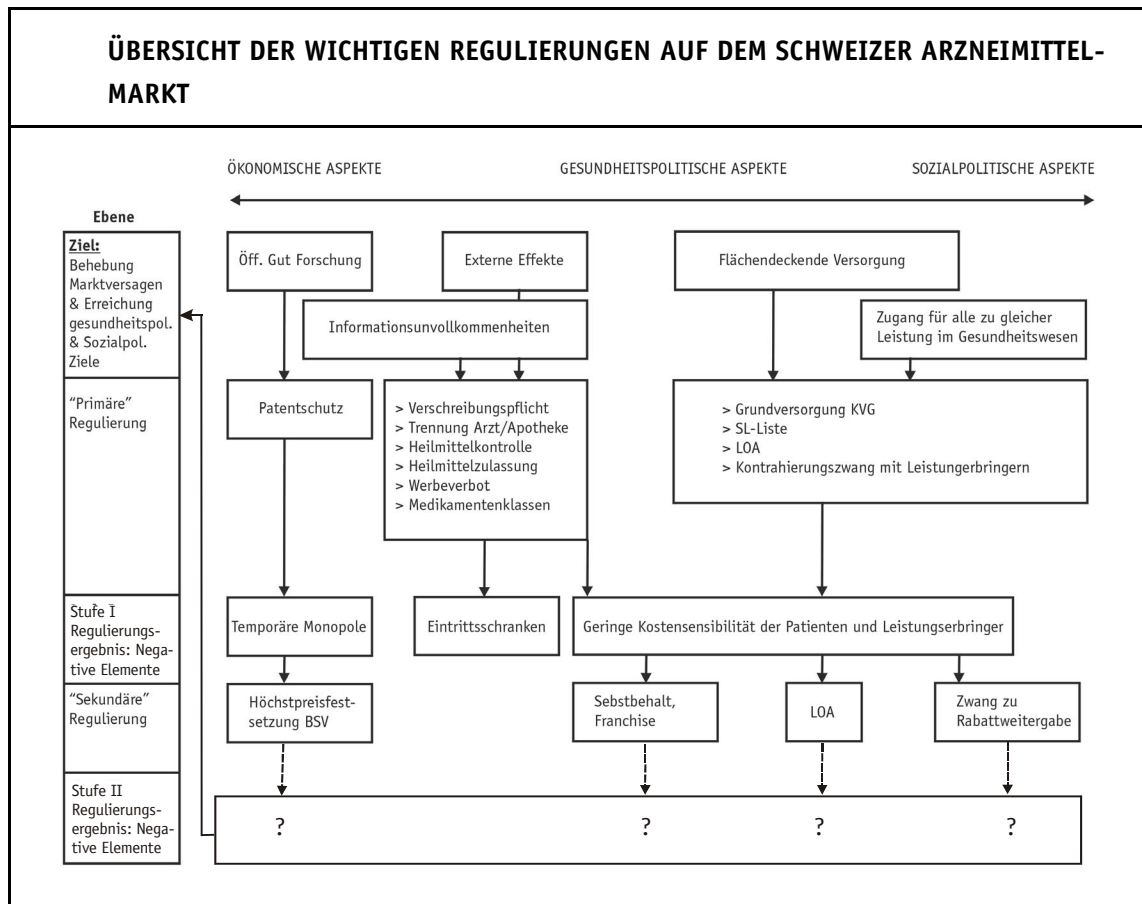 ÜBERSICHT DER WICHTIGEN REGULIERUNGEN AUF DEM SCHWEIZER ARZNEIMITTEL-
MARKT
ÖKONOMISCHE ASPEKTE
GESUNDHEITSPOLITISCHE ASPEKTE
SOZIALPOLITISCHE ASPEKTE
Ebene
Ziel:
Behebung
Marktversagen
& Erreichung
gesundheitspol.
& Sozialpol.
Ziele
Öff. Gut Forschung
Externe Effekte
Flächendeckende Versorgung
Informationsunvollkommenheiten
Zugang für alle zu gleicher
Leistung im Gesundheitswesen
"Primäre"
Regulierung
Patentschutz
> Verschreibungspflicht
> Trennung Arzt/Apotheke
> Heilmittelkontrolle
> Heilmittelzulassung
> Werbeverbot
> Medikamentenklassen
> Grundversorgung KVG
> SL-Liste
> LOA
> Kontrahierungszwang mit Leistungerbringern
Stufe I
Regulierungs-
ergebnis: Nega-
tive Elemente
Temporäre Monopole
Eintrittsschranken
Geringe Kostensensibilität der Patienten und Leistungserbringer
"Sekundäre"
Regulierung
Höchstpreisfest-
setzung BSV
Sebstbehalt,
Franchise
LOA
Zwang zu
Rabattweitergabe
Stufe II
Regulierungs-
ergebnis: Nega-
tive Elemente
?
?
?
?